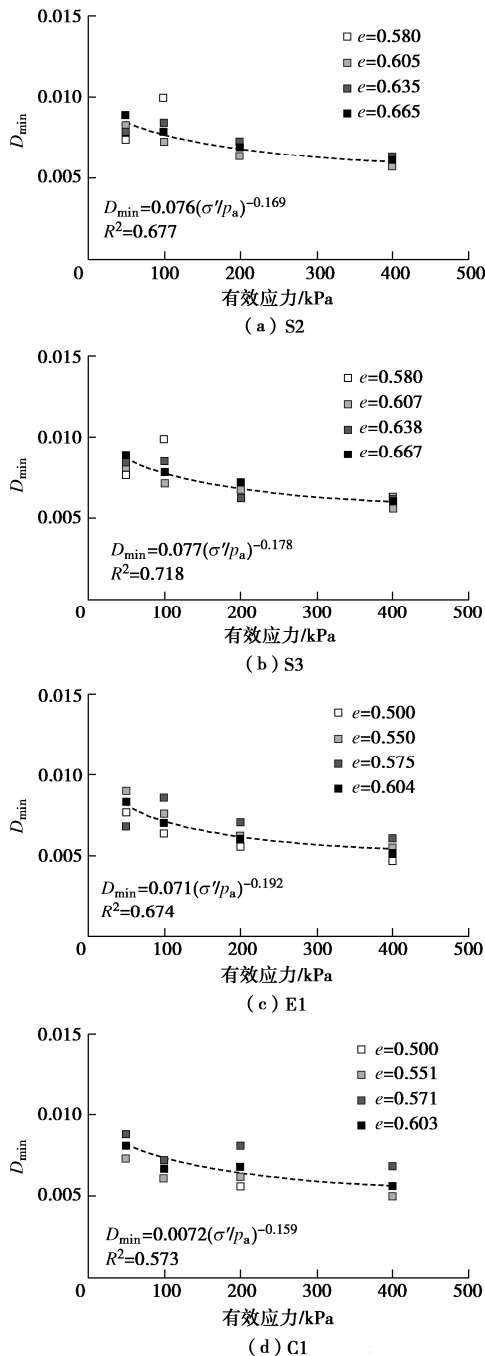 0.015
0.010
0.005
D_min
e=0.580
e=0.605
e=0.635
e=0.665
D_min=0.076(σ′/p_a)^−0.169
R²=0.677
0 100 200 300 400 500
有效应力/kPa
（a）S2
0.015
0.010
0.005
D_min
e=0.580
e=0.607
e=0.638
e=0.667
D_min=0.077(σ′/p_a)^−0.178
R²=0.718
0 100 200 300 400 500
有效应力/kPa
（b）S3
0.015
0.010
0.005
D_min
e=0.500
e=0.550
e=0.575
e=0.604
D_min=0.071(σ′/p_a)^−0.192
R²=0.674
0 100 200 300 400 500
有效应力/kPa
（c）E1
0.015
0.010
0.005
D_min
e=0.500
e=0.551
e=0.571
e=0.603
D_min=0.0072(σ′/p_a)^−0.159
R²=0.573
0 100 200 300 400 500
有效应力/kPa
（d）C1